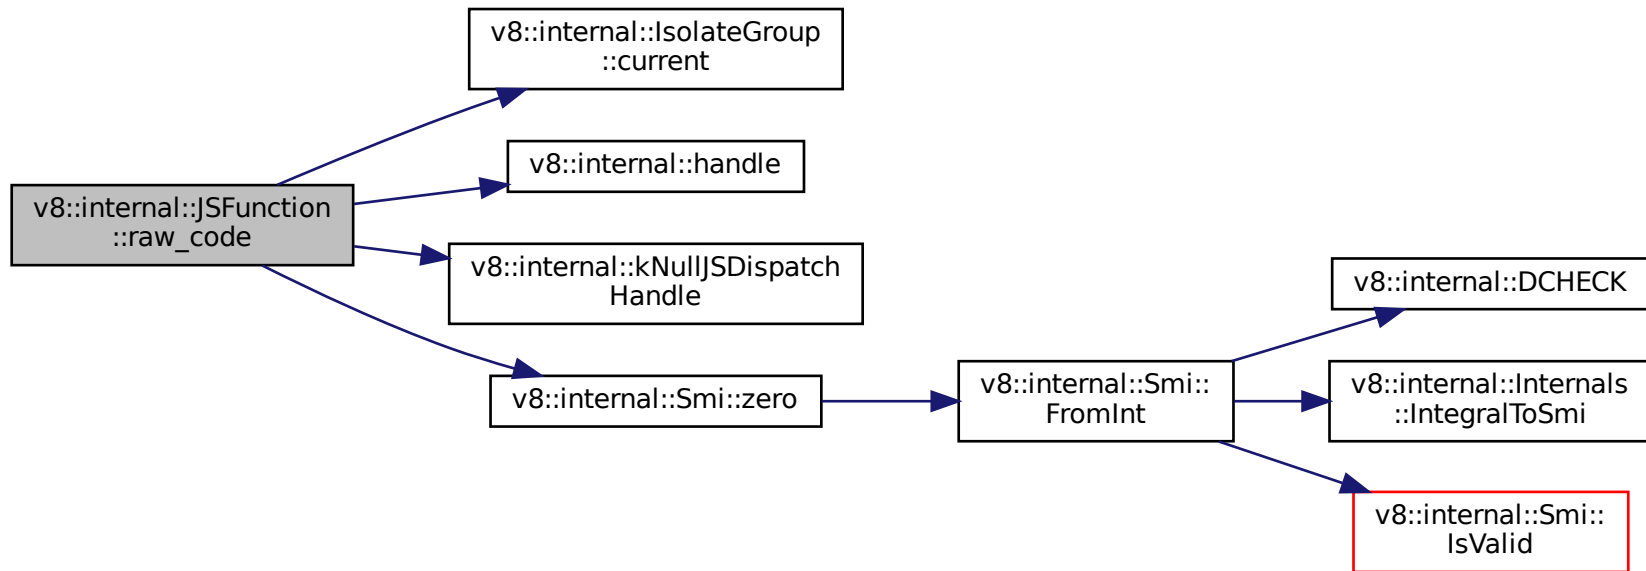 v8::internal::IsolateGroup
::current
v8::internal::handle
v8::internal::JSFunction
::raw_code
v8::internal::kNullJSDispatch
Handle
v8::internal::Smi::zero
v8::internal::Smi::
FromInt
v8::internal::DCHECK
v8::internal::Internals
::IntegralToSmi
v8::internal::Smi::
IsValid